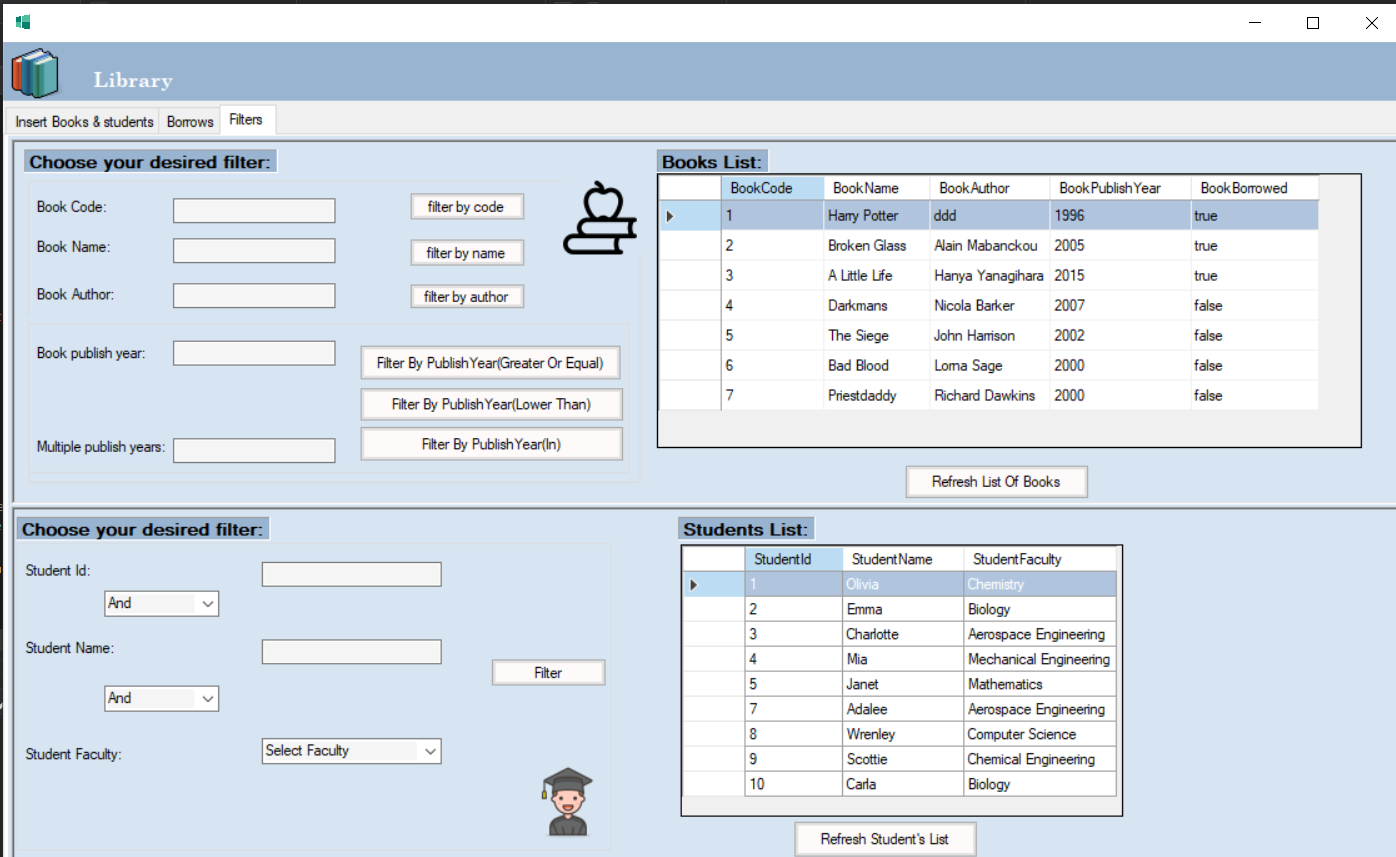 Library
Insert Books & students Borrows Filters
Choose your desired filter:
Book Code:
filter by code
Book Name:
filter by name
Book Author:
filter by author
Book publish year:
Filter By PublishYear(Greater Or Equal)
Filter By PublishYear(Lower Than)
Multiple publish years:
Filter By PublishYear(In)
Books List:
BookCode BookName BookAuthor BookPublishYear BookBorrowed
1 Harry Potter ddd 1996 true
2 Broken Glass Alain Mabanckou 2005 true
3 A Little Life Hanya Yanagihara 2015 true
4 Darkmans Nicola Barker 2007 false
5 The Siege John Harrison 2002 false
6 Bad Blood Lorna Sage 2000 false
7 Priestdaddy Richard Dawkins 2000 false
Refresh List Of Books
Choose your desired filter:
Student Id:
And
Student Name:
Filter
And
Student Faculty:
Select Faculty
Students List:
StudentId StudentName StudentFaculty
1 Olivia Chemistry
2 Emma Biology
3 Charlotte Aerospace Engineering
4 Mia Mechanical Engineering
5 Janet Mathematics
7 Adalee Aerospace Engineering
8 Wrenley Computer Science
9 Scottie Chemical Engineering
10 Carla Biology
Refresh Student's List